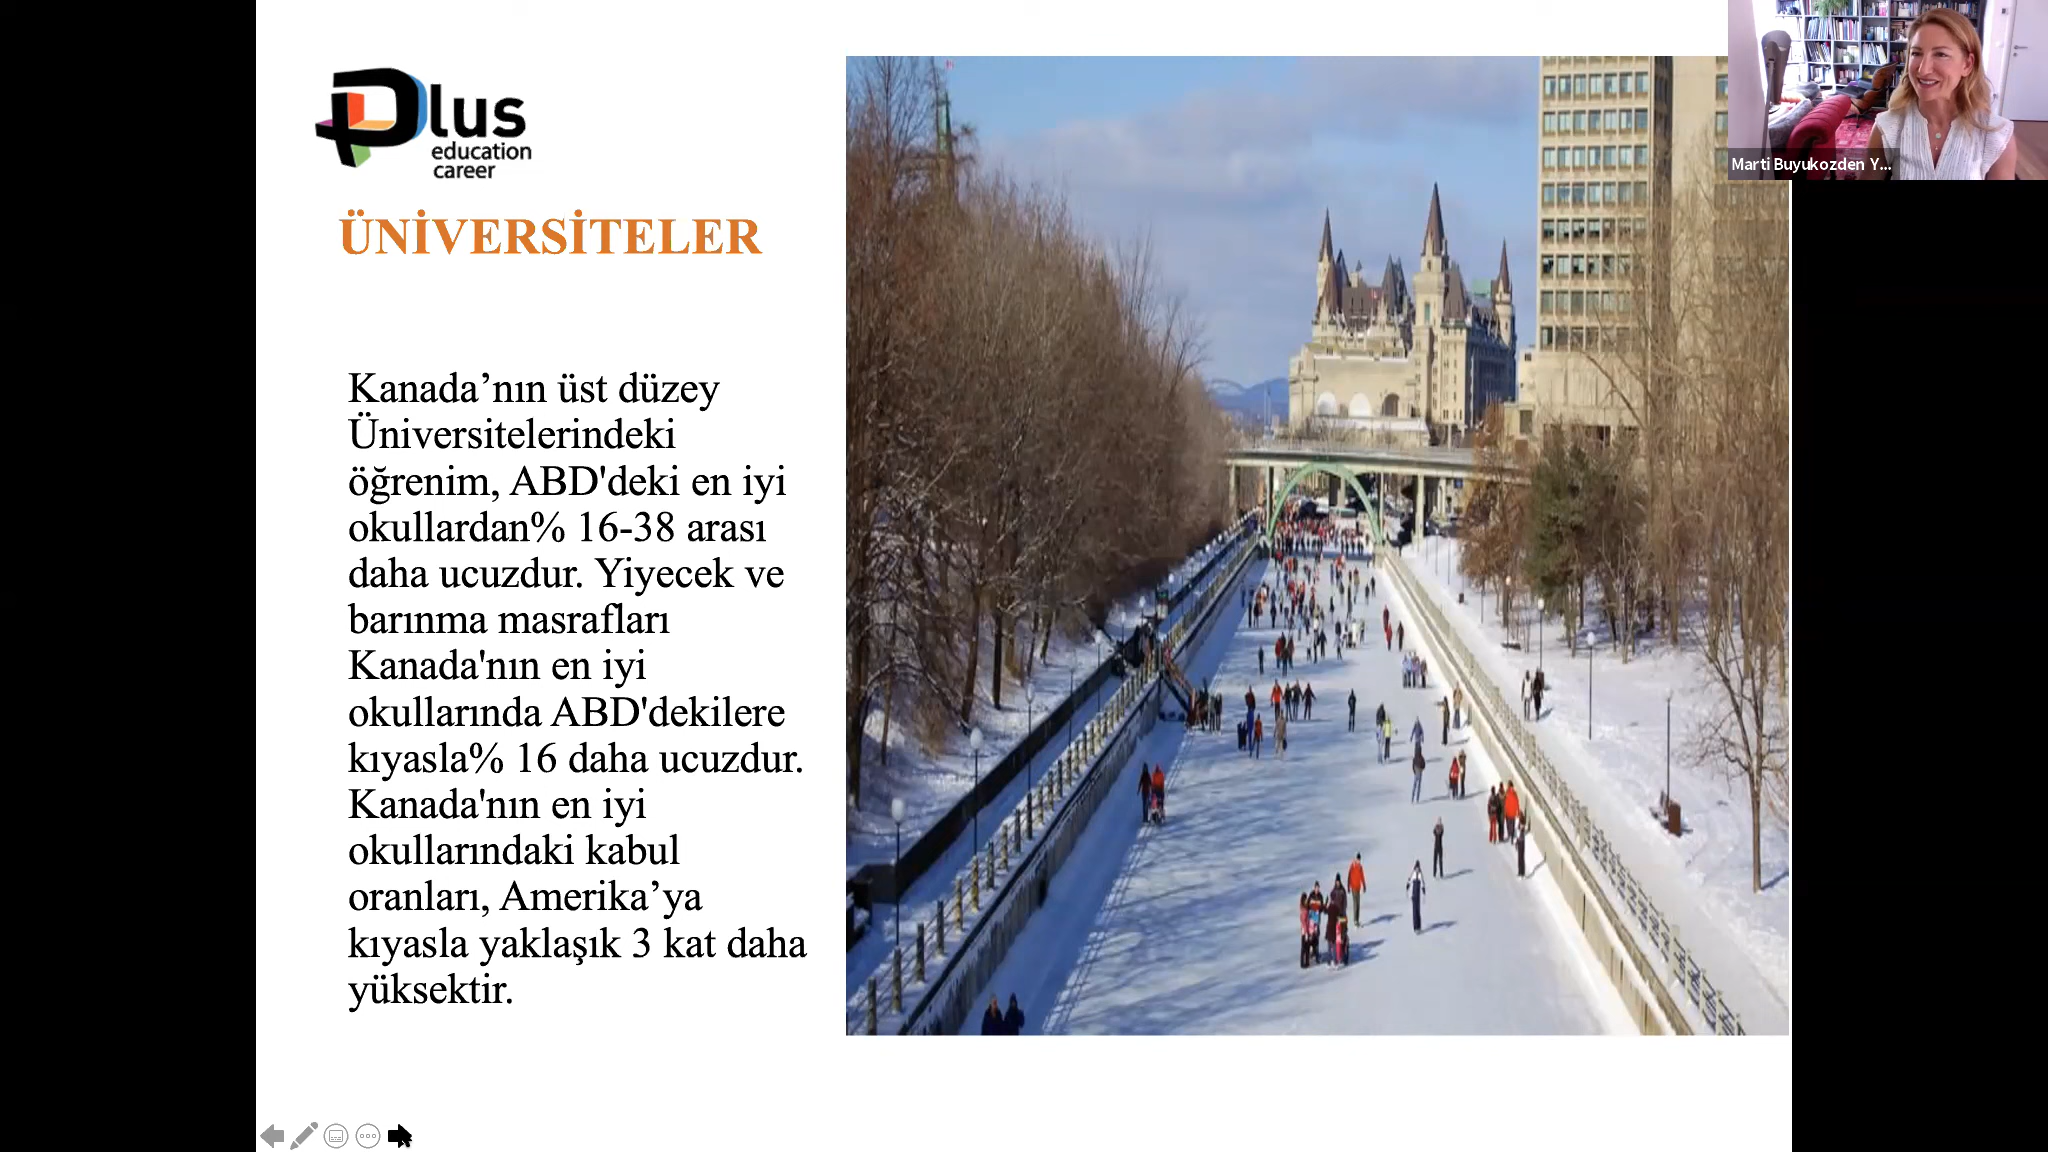 Plus
education
career
ÜNİVERSİTELER
Kanada’nın üst düzey
Üniversitelerindeki
öğrenim, ABD'deki en iyi
okullardan% 16-38 arası
daha ucuzdur. Yiyecek ve
barınma masrafları
Kanada'nın en iyi
okullarında ABD'dekilere
kıyasla% 16 daha ucuzdur.
Kanada'nın en iyi
okullarındaki kabul
oranları, Amerika’ya
kıyasla yaklaşık 3 kat daha
yüksektir.
Marti Buyukozden Y...